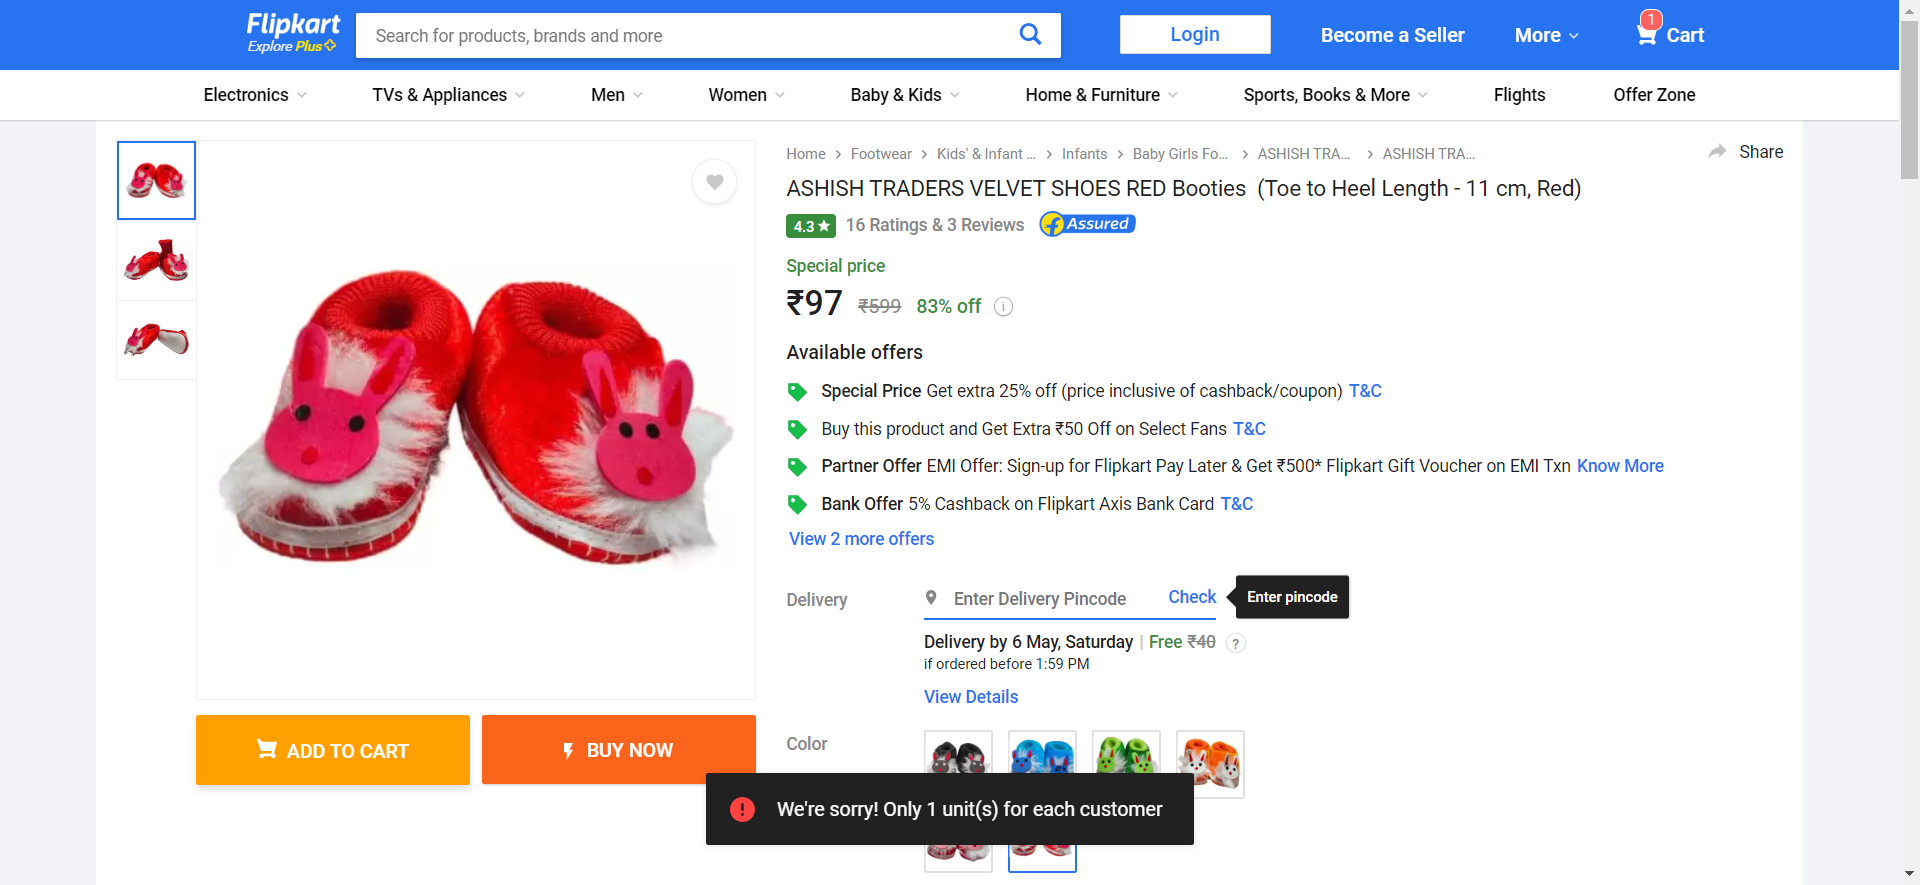 Flipkart
Explore Plus
Search for products, brands and more
Login
Become a Seller
More
1
Cart
Electronics
TVs & Appliances
Men
Women
Baby & Kids
Home & Furniture
Sports, Books & More
Flights
Offer Zone
Home > Footwear > Kids' & Infant ... > Infants > Baby Girls Fo... > ASHISH TRA... > ASHISH TRA...
Share
ASHISH TRADERS VELVET SHOES RED Booties (Toe to Heel Length - 11 cm, Red)
4.3★ 16 Ratings & 3 Reviews f Assured
Special price
₹97 ₹599 83% off i
Available offers
Special Price Get extra 25% off (price inclusive of cashback/coupon) T&C
Buy this product and Get Extra ₹50 Off on Select Fans T&C
Partner Offer EMI Offer: Sign-up for Flipkart Pay Later & Get ₹500* Flipkart Gift Voucher on EMI Txn Know More
Bank Offer 5% Cashback on Flipkart Axis Bank Card T&C
View 2 more offers
Delivery
Enter Delivery Pincode Check
Enter pincode
Delivery by 6 May, Saturday | Free ₹40 ?
if ordered before 1:59 PM
View Details
ADD TO CART
BUY NOW
Color
We're sorry! Only 1 unit(s) for each customer